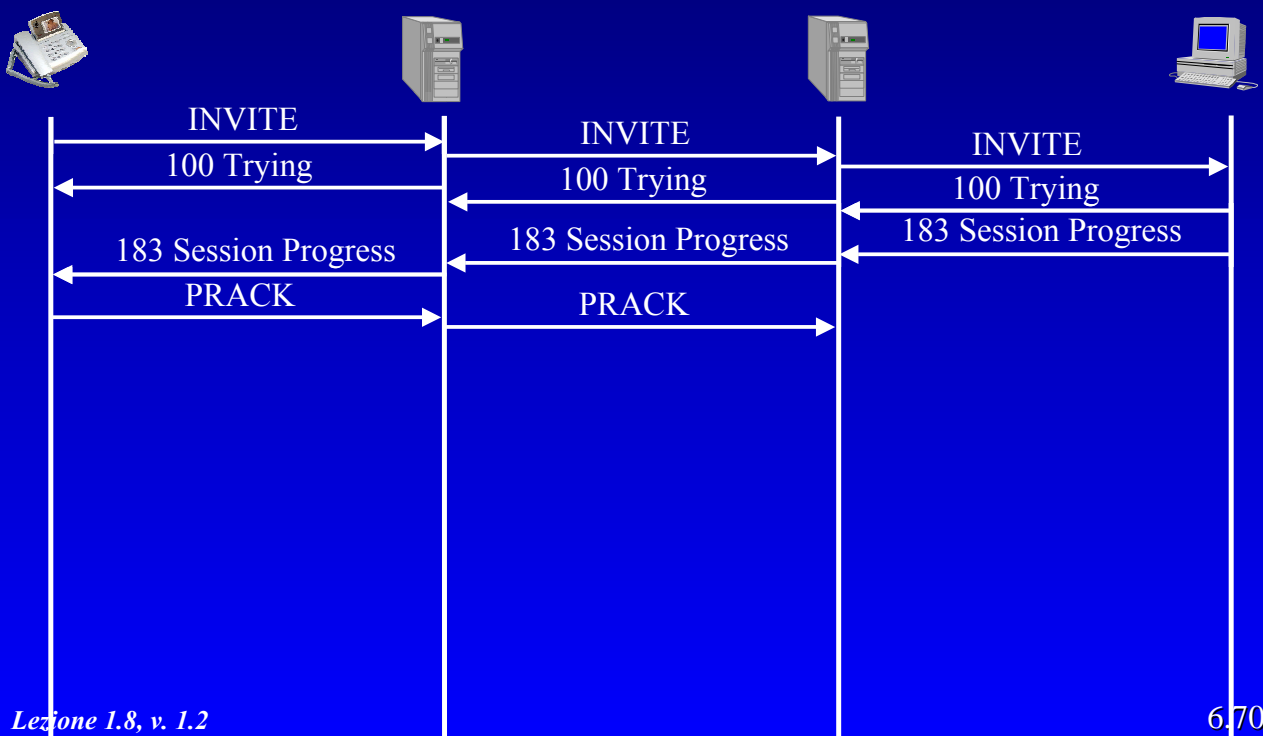 INVITE
INVITE
INVITE
100 Trying
100 Trying
100 Trying
183 Session Progress
183 Session Progress
183 Session Progress
PRACK
PRACK
Lezione 1.8, v. 1.2
6.70